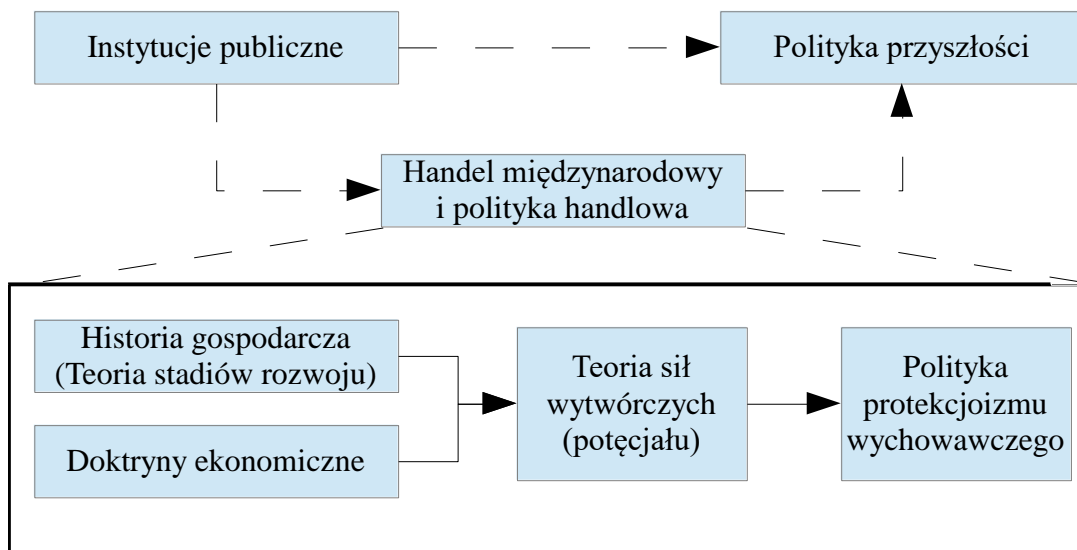 Instytucje publiczne
Polityka przyszłości
Handel międzynarodowy
i polityka handlowa
Historia gospodarcza
(Teoria stadiów rozwoju)
Doktryny ekonomiczne
Teoria sił
wytwórczych
(potęcjału)
Polityka
protekcjoizmu
wychowawczego